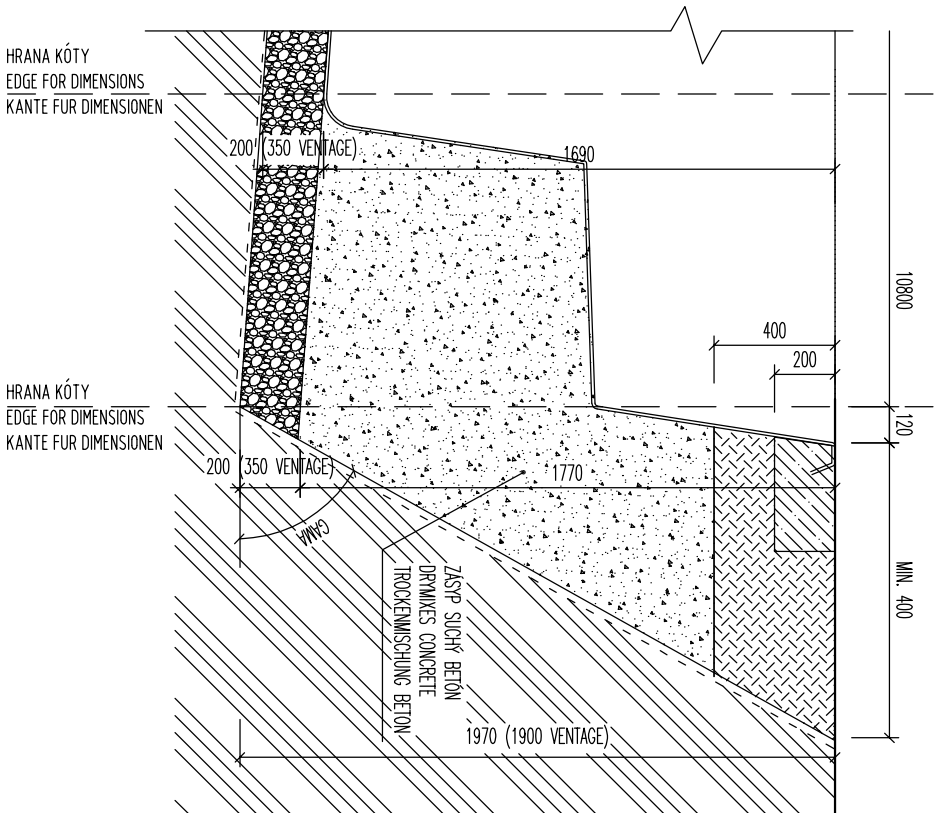 HRANA KÓTY
EDGE FOR DIMENSIONS
KANTE FUR DIMENSIONEN
200 (350 VENTAGE)
1690
10800
400
200
HRANA KÓTY
EDGE FOR DIMENSIONS
KANTE FUR DIMENSIONEN
120
200 (350 VENTAGE)
1770
GAMA
MIN. 400
ZÁSYP SUCHÝ BETON
DRYMIXES CONCRETE
TROCKENMISCHUNG BETON
1970 (1900 VENTAGE)